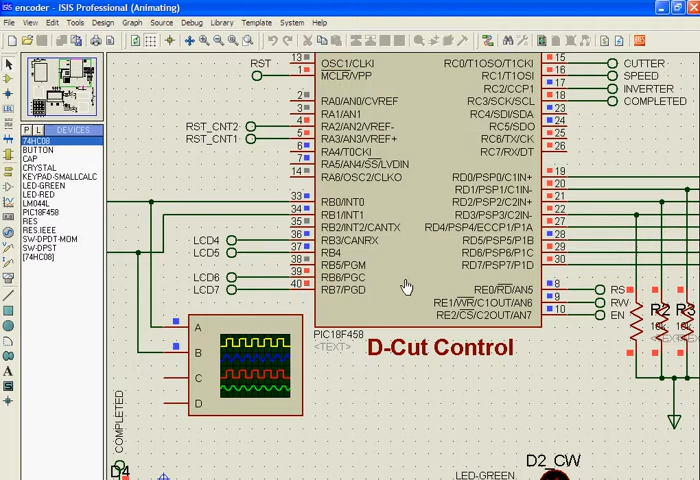 encoder - ISIS Professional (Animating)
File View Edit Tools Design Graph Source Debug Library Template System Help
P L DEVICES
74HC08
BUTTON
CAP
CRYSTAL
KEYPAD-SMALLCALC
LED-GREEN
LED-RED
LM044L
PIC18F458
RES
RES.IEEE
SW-DPDT-MOM
SW-DPST
[74HC08]
RST
RST_CNT2
RST_CNT1
LCD4
LCD5
LCD6
LCD7
13 OSC1/CLKI
1 MCLR/VPP
2 RA0/AN0/CVREF
3 RA1/AN1
4 RA2/AN2/VREF-
5 RA3/AN3/VREF+
6 RA4/T0CKI
7 RA5/AN4/SS/LVDIN
14 RA6/OSC2/CLKO
33 RB0/INT0
34 RB1/INT1
35 RB2/INT2/CANTX
36 RB3/CANRX
37 RB4
38 RB5/PGM
39 RB6/PGC
40 RB7/PGD
RC0/T1OSO/T1CKI 15 CUTTER
RC1/T1OSI 16 SPEED
RC2/CCP1 17 INVERTER
RC3/SCK/SCL 18 COMPLETED
RC4/SDI/SDA 23
RC5/SDO 24
RC6/TX/CK 25
RC7/RX/DT 26
RD0/PSP0/C1IN+ 19
RD1/PSP1/C1IN- 20
RD2/PSP2/C2IN+ 21
RD3/PSP3/C2IN- 22
RD4/PSP4/ECCP1/P1A 27
RD5/PSP5/P1B 28
RD6/PSP6/P1C 29
RD7/PSP7/P1D 30
RE0/RD/AN5 8 RS
RE1/WR/C1OUT/AN6 9 RW
RE2/CS/C2OUT/AN7 10 EN
PIC18F458
<TEXT>
D-Cut Control
A
B
C
D
R2 R3
10k
COMPLETED
D4
D2_CW
LED-GREEN